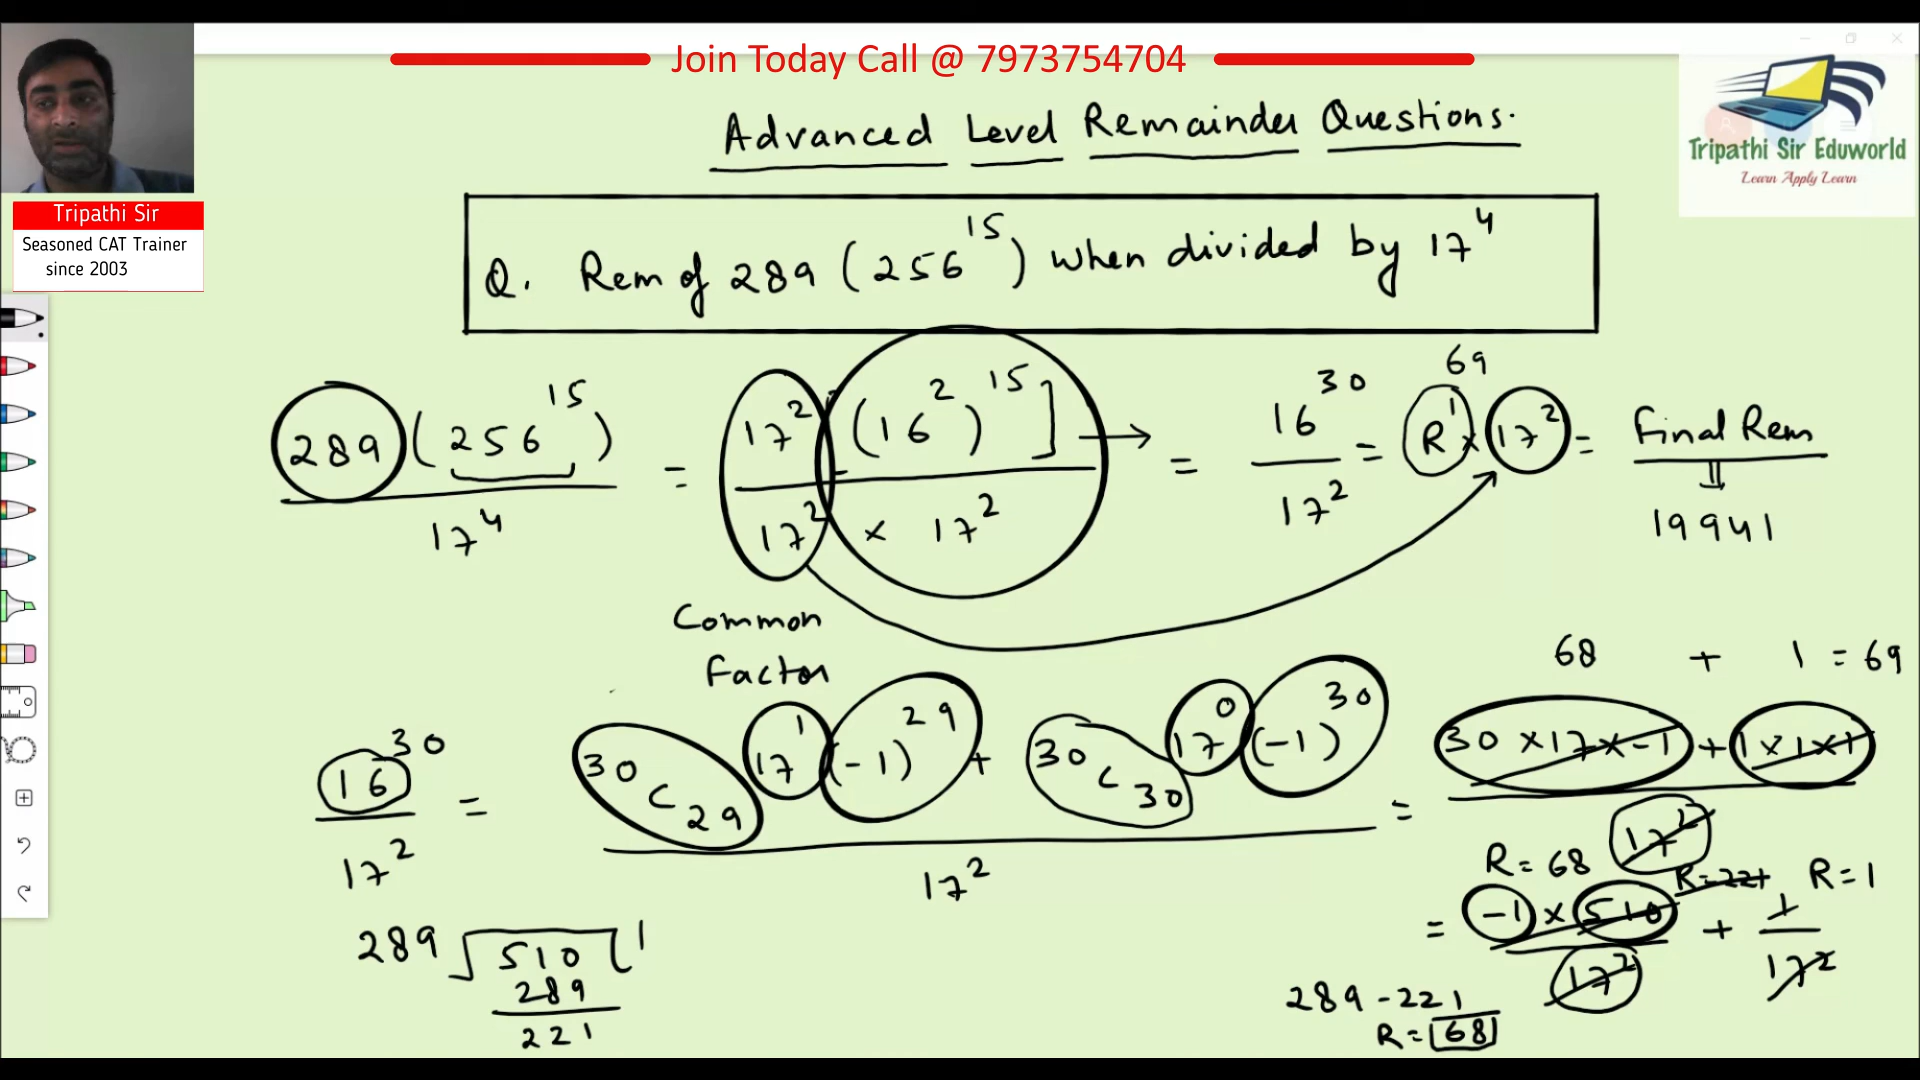 Join Today Call @ 7973754704
Tripathi Sir Eduworld
Learn Apply Learn
Tripathi Sir
Seasoned CAT Trainer
since 2003
Advanced Level Remainder Questions.
Q. Rem of 289 (256^15) when divided by 17^4
289 (256^15) / 17^4 = 17^2 [(16^2)^15] / 17^2 × 17^2 → = 16^30 / 17^2 = R^1 × 17^2 = Final Rem
69
19941
Common
Factor
68 + 1 = 69
16^30 / 17^2 = 30C29 17^1 (-1)^29 + 30C30 17^0 (-1)^30 / 17^2 = 30 × 17 × -1 + 1×1×1 / 17^2
R = 68 R=221 R = 1
= -1 × 510 / 17^2 + 1 / 17^2
289 √510 ( 1
289
221
289 - 221
R = 68